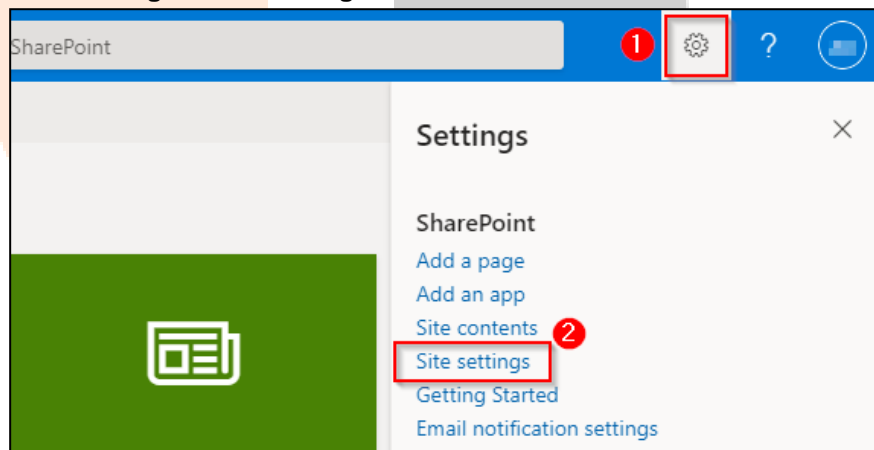 SharePoint
1
?
Settings
SharePoint
Add a page
Add an app
Site contents
2
Site settings
Getting Started
Email notification settings